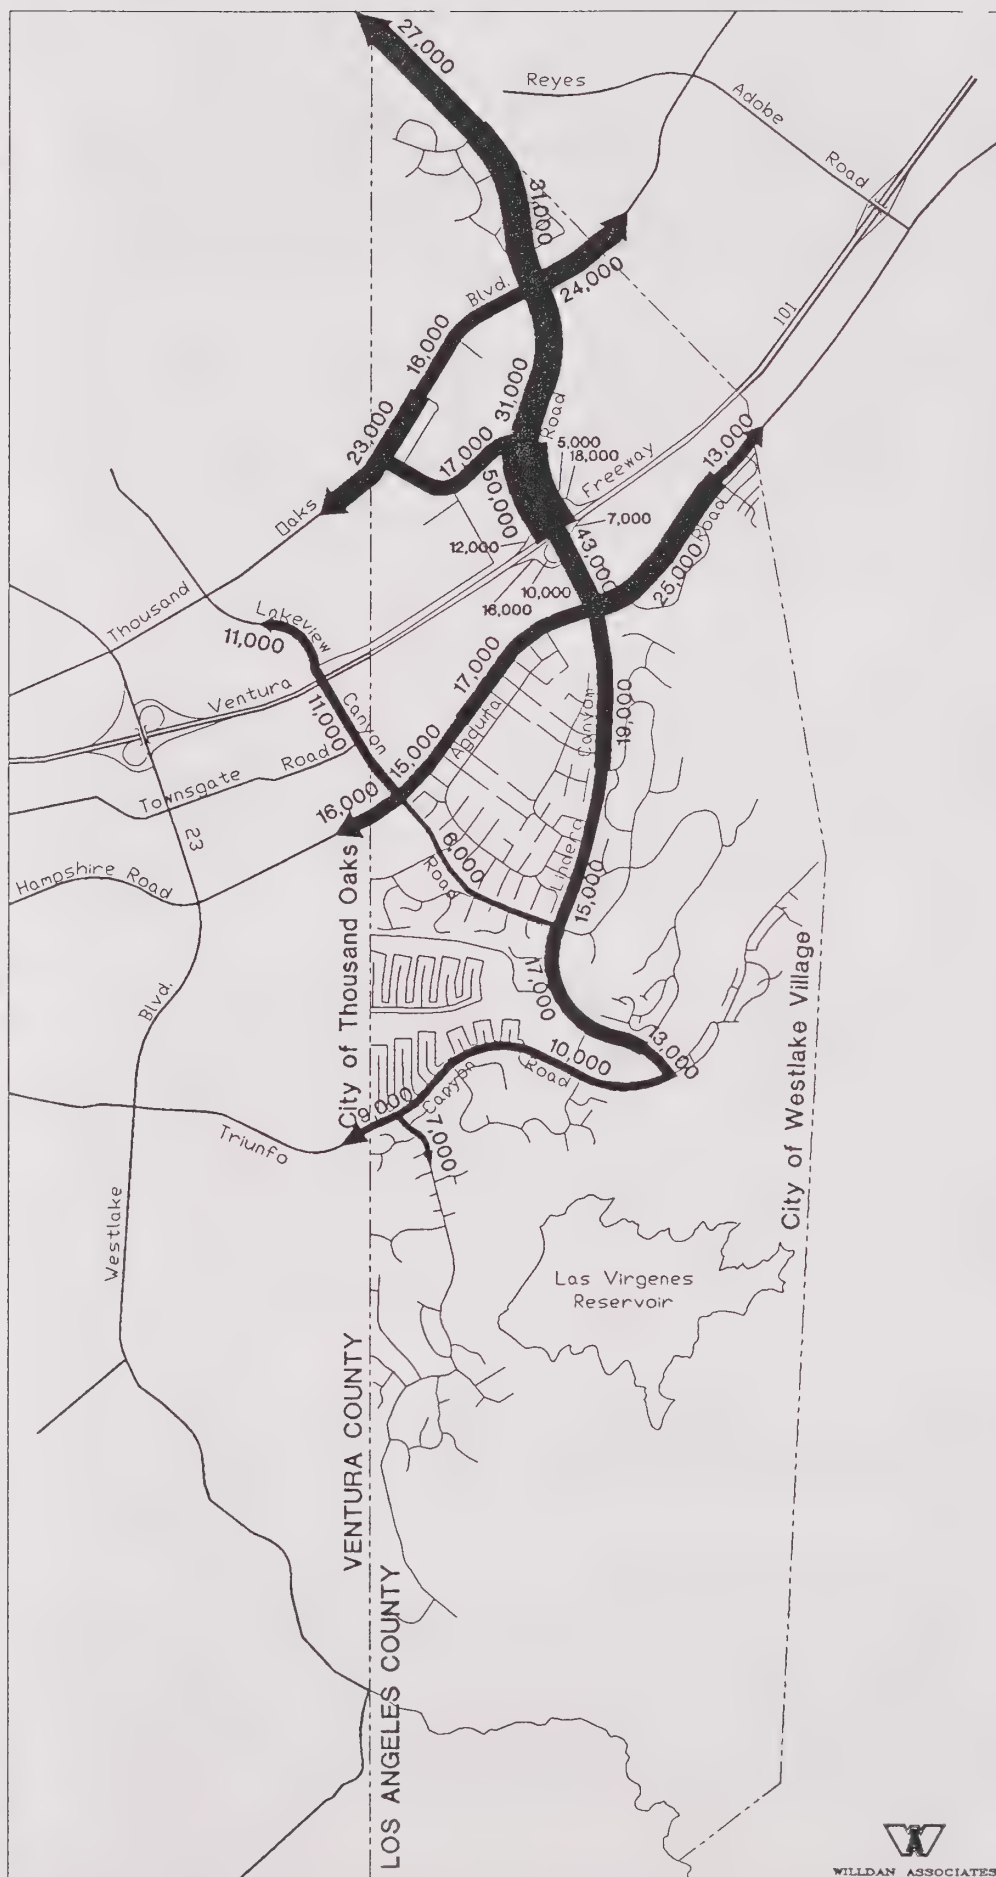 27,000
Reyes
Adobe
Road
31,000
24,000
Blvd.
101
18,000
31,000
Road
23,000
17,000
5,000
18,000
Freeway
13,000
50,000
7,000
Oaks
12,000
43,000
Road
25,000
10,000
16,000
Thousand
Lakeview
11,000
Ventura
17,000
Canyon
11,000
Agoura
Canyon
19,000
15,000
Townsgate Road
16,000
23
Lindero
6,000
Road
Hampshire Road
15,000
City of Thousand Oaks
17,000
City of Westlake Village
Blvd.
13,000
10,000
Road
Canyon
9,000
7,000
Triunfo
Westlake
Las Virgenes
Reservoir
VENTURA COUNTY
LOS ANGELES COUNTY
W
WILLDAN ASSOCIATES